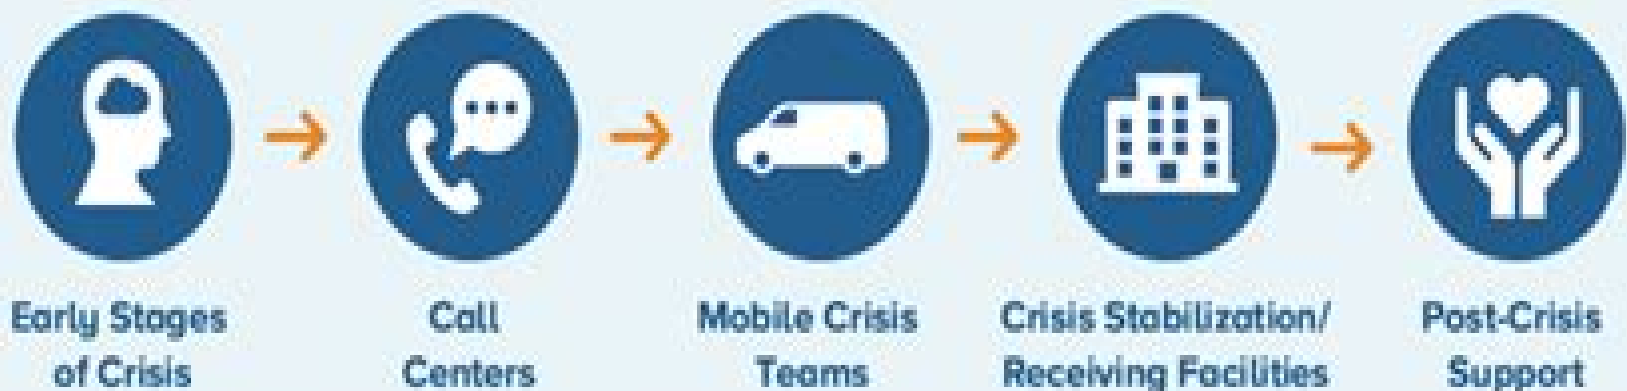 Early Stages
of Crisis
Call
Centers
Mobile Crisis
Teams
Crisis Stabilization/
Receiving Facilities
Post-Crisis
Support